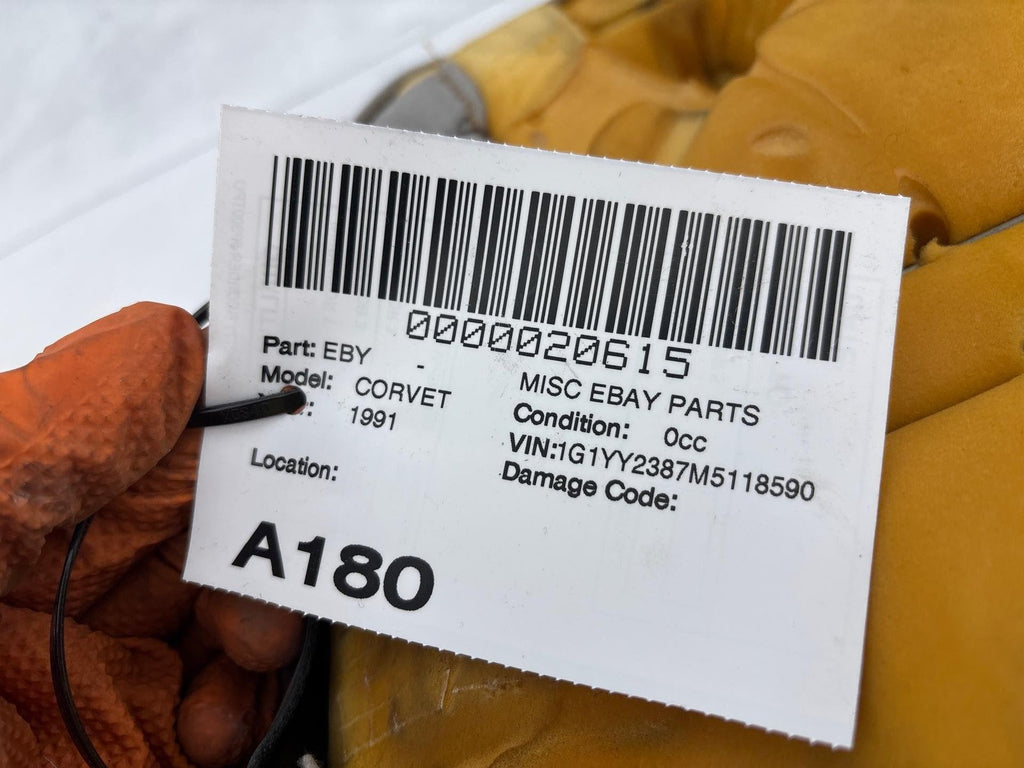 0000020615
Part: EBY -
MISC EBAY PARTS
Model: CORVET
Condition: 0cc
: 1991
VIN:1G1YY2387M5118590
Location:
Damage Code:
A180